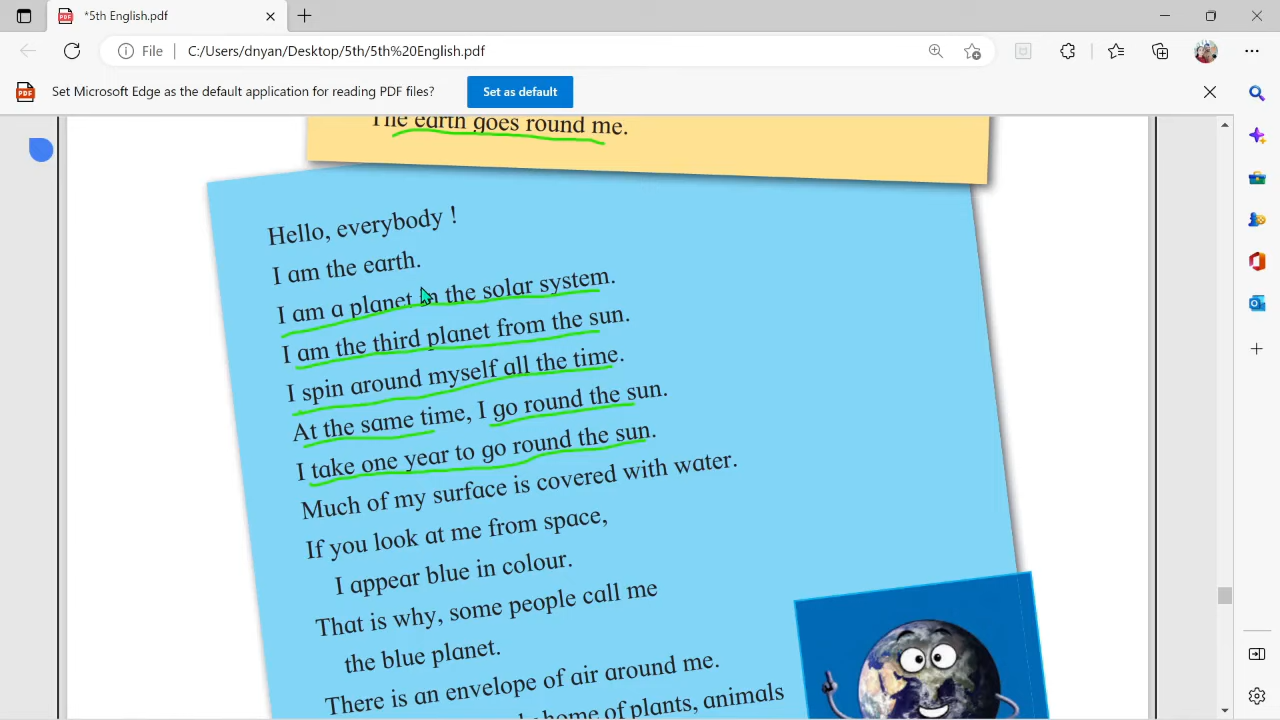 *5th English.pdf
File
C:/Users/dnyan/Desktop/5th/5th%20English.pdf
Set Microsoft Edge as the default application for reading PDF files?
Set as default
The earth goes round me.
Hello, everybody !
I am the earth.
I am a planet in the solar system.
I am the third planet from the sun.
I spin around myself all the time.
At the same time, I go round the sun.
I take one year to go round the sun.
Much of my surface is covered with water.
If you look at me from space,
I appear blue in colour.
That is why, some people call me
the blue planet.
There is an envelope of air around me.
home of plants, animals